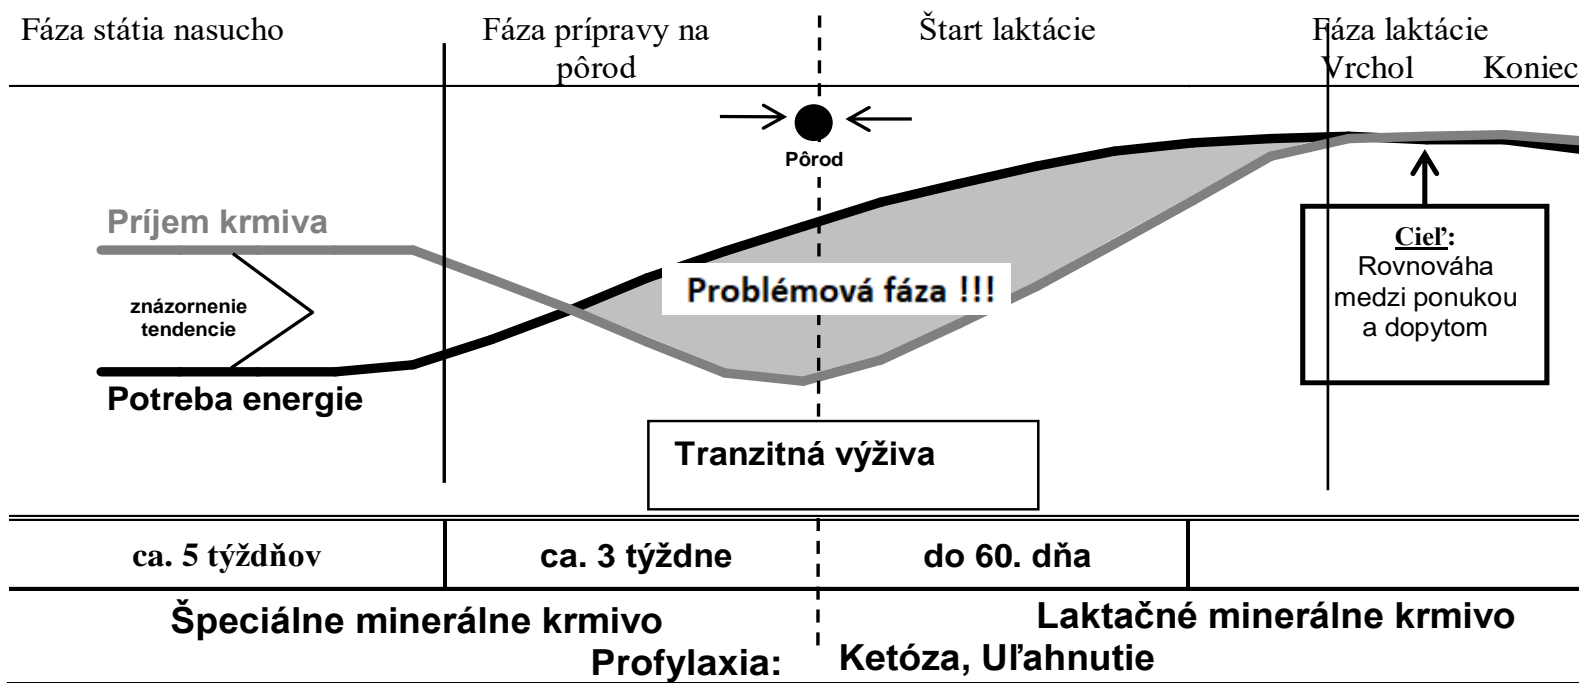 Fáza státia nasucho
Fáza prípravy na
pôrod
Štart laktácie
Fáza laktácie
Vrchol
Koniec
Pôrod
Príjem krmiva
znázornenie
tendencie
Potreba energie
Problémová fáza !!!
Cieľ:
Rovnováha
medzi ponukou
a dopytom
Tranzitná výživa
ca. 5 týždňov
ca. 3 týždne
do 60. dňa
Špeciálne minerálne krmivo
Laktačné minerálne krmivo
Profylaxia:
Ketóza, Uľahnutie